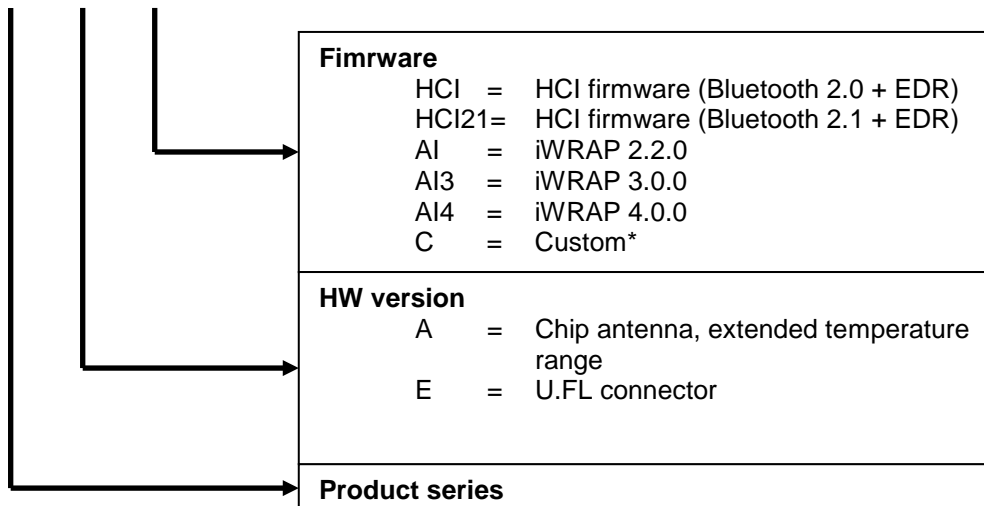 Fimrware
HCI = HCI firmware (Bluetooth 2.0 + EDR)
HCI21= HCI firmware (Bluetooth 2.1 + EDR)
AI = iWRAP 2.2.0
AI3 = iWRAP 3.0.0
AI4 = iWRAP 4.0.0
C = Custom*
HW version
A = Chip antenna, extended temperature
range
E = U.FL connector
Product series